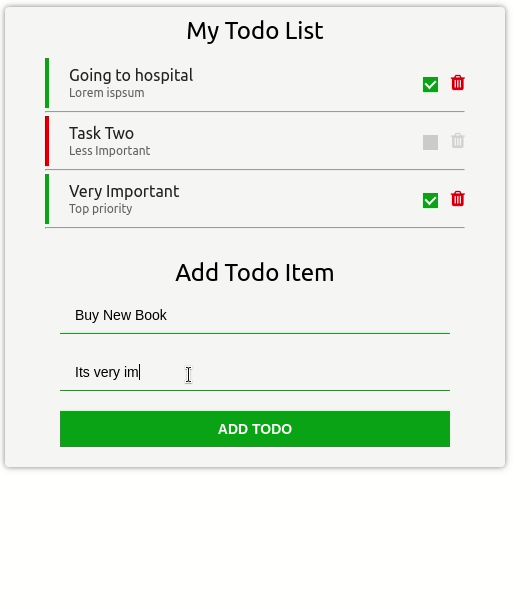 My Todo List
Going to hospital
Lorem ispsum
Task Two
Less Important
Very Important
Top priority
Add Todo Item
Buy New Book
Its very im
ADD TODO